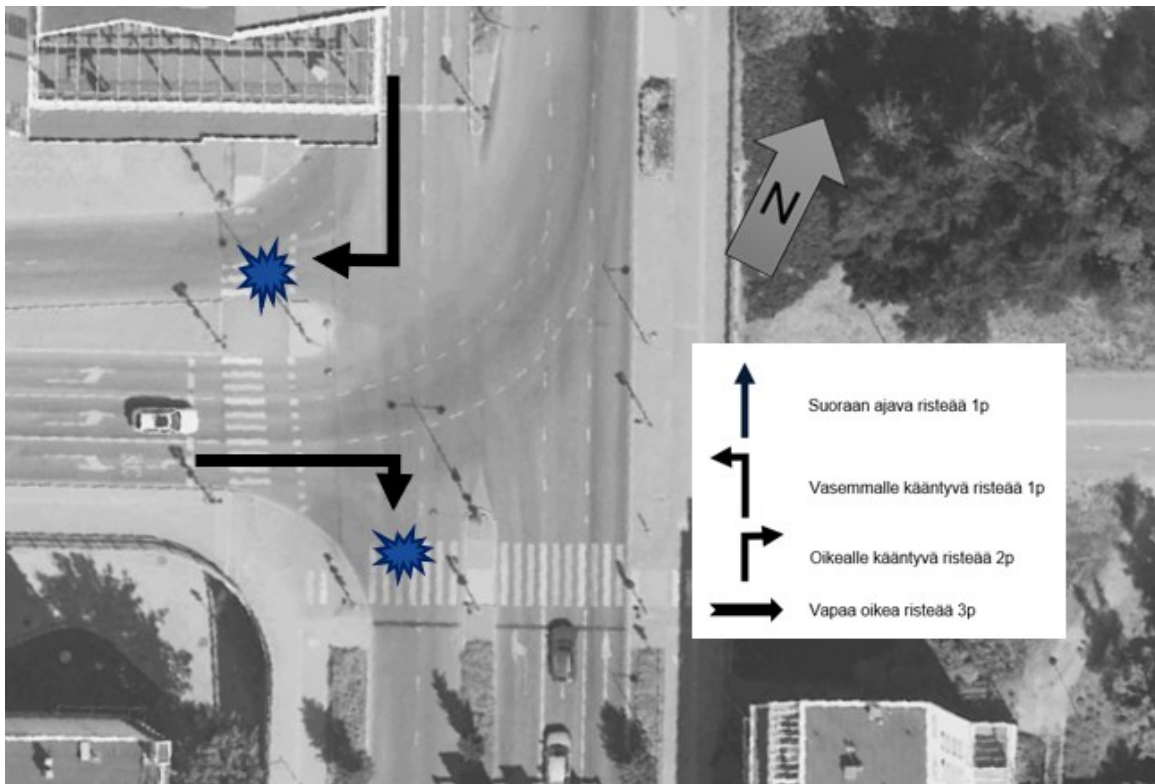 N
Suoraan ajava risteää 1p
Vasemmalle kääntyvä risteää 1p
Oikealle kääntyvä risteää 2p
Vapaa oikea risteää 3p